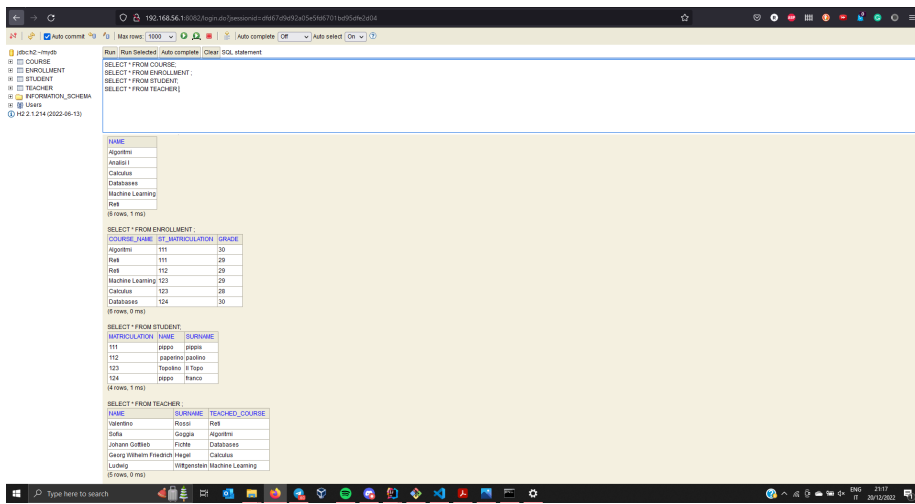 192.168.56.1:8082/login.do?jsessionid=dfd67d9d92a05e5fd6701bd95dfe2d04
Auto commit Max rows: 1000 Auto complete Off Auto select On
jdbc:h2:~/mydb
COURSE
ENROLLMENT
STUDENT
TEACHER
INFORMATION_SCHEMA
Users
H2 2.1.214 (2022-06-13)
Run Run Selected Auto complete Clear SQL statement:
SELECT * FROM COURSE;
SELECT * FROM ENROLLMENT ;
SELECT * FROM STUDENT;
SELECT * FROM TEACHER;
NAME
Algoritmi
Analisi I
Calculus
Databases
Machine Learning
Reti
(6 rows, 1 ms)
SELECT * FROM ENROLLMENT ;
COURSE_NAME ST_MATRICULATION GRADE
Algoritmi 111 30
Reti 111 29
Reti 112 29
Machine Learning 123 29
Calculus 123 28
Databases 124 30
(6 rows, 0 ms)
SELECT * FROM STUDENT;
MATRICULATION NAME SURNAME
111 pippo pippis
112 paperino paolino
123 Topolino Il Topo
124 pippo franco
(4 rows, 1 ms)
SELECT * FROM TEACHER ;
NAME SURNAME TEACHED_COURSE
Valentino Rossi Reti
Sofia Goggia Algoritmi
Johann Gottlieb Fichte Databases
Georg Wilhelm Friedrich Hegel Calculus
Ludwig Wittgenstein Machine Learning
(5 rows, 0 ms)
Type here to search
ENG 21:17
IT 20/12/2022